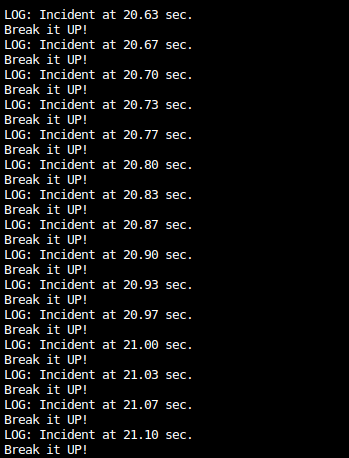 LOG: Incident at 20.63 sec.
Break it UP!
LOG: Incident at 20.67 sec.
Break it UP!
LOG: Incident at 20.70 sec.
Break it UP!
LOG: Incident at 20.73 sec.
Break it UP!
LOG: Incident at 20.77 sec.
Break it UP!
LOG: Incident at 20.80 sec.
Break it UP!
LOG: Incident at 20.83 sec.
Break it UP!
LOG: Incident at 20.87 sec.
Break it UP!
LOG: Incident at 20.90 sec.
Break it UP!
LOG: Incident at 20.93 sec.
Break it UP!
LOG: Incident at 20.97 sec.
Break it UP!
LOG: Incident at 21.00 sec.
Break it UP!
LOG: Incident at 21.03 sec.
Break it UP!
LOG: Incident at 21.07 sec.
Break it UP!
LOG: Incident at 21.10 sec.
Break it UP!